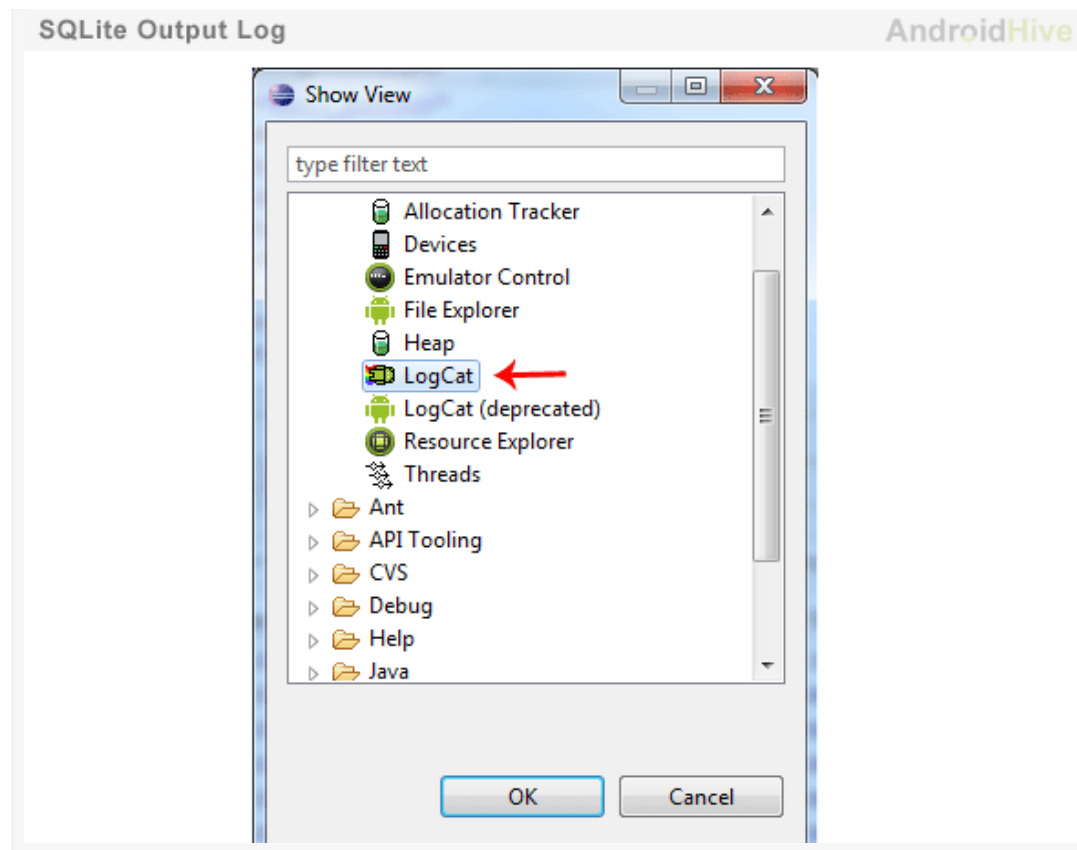 SQLite Output Log
AndroidHive
Show View
type filter text
Allocation Tracker
Devices
Emulator Control
File Explorer
Heap
LogCat
LogCat (deprecated)
Resource Explorer
Threads
Ant
API Tooling
CVS
Debug
Help
Java
OK
Cancel